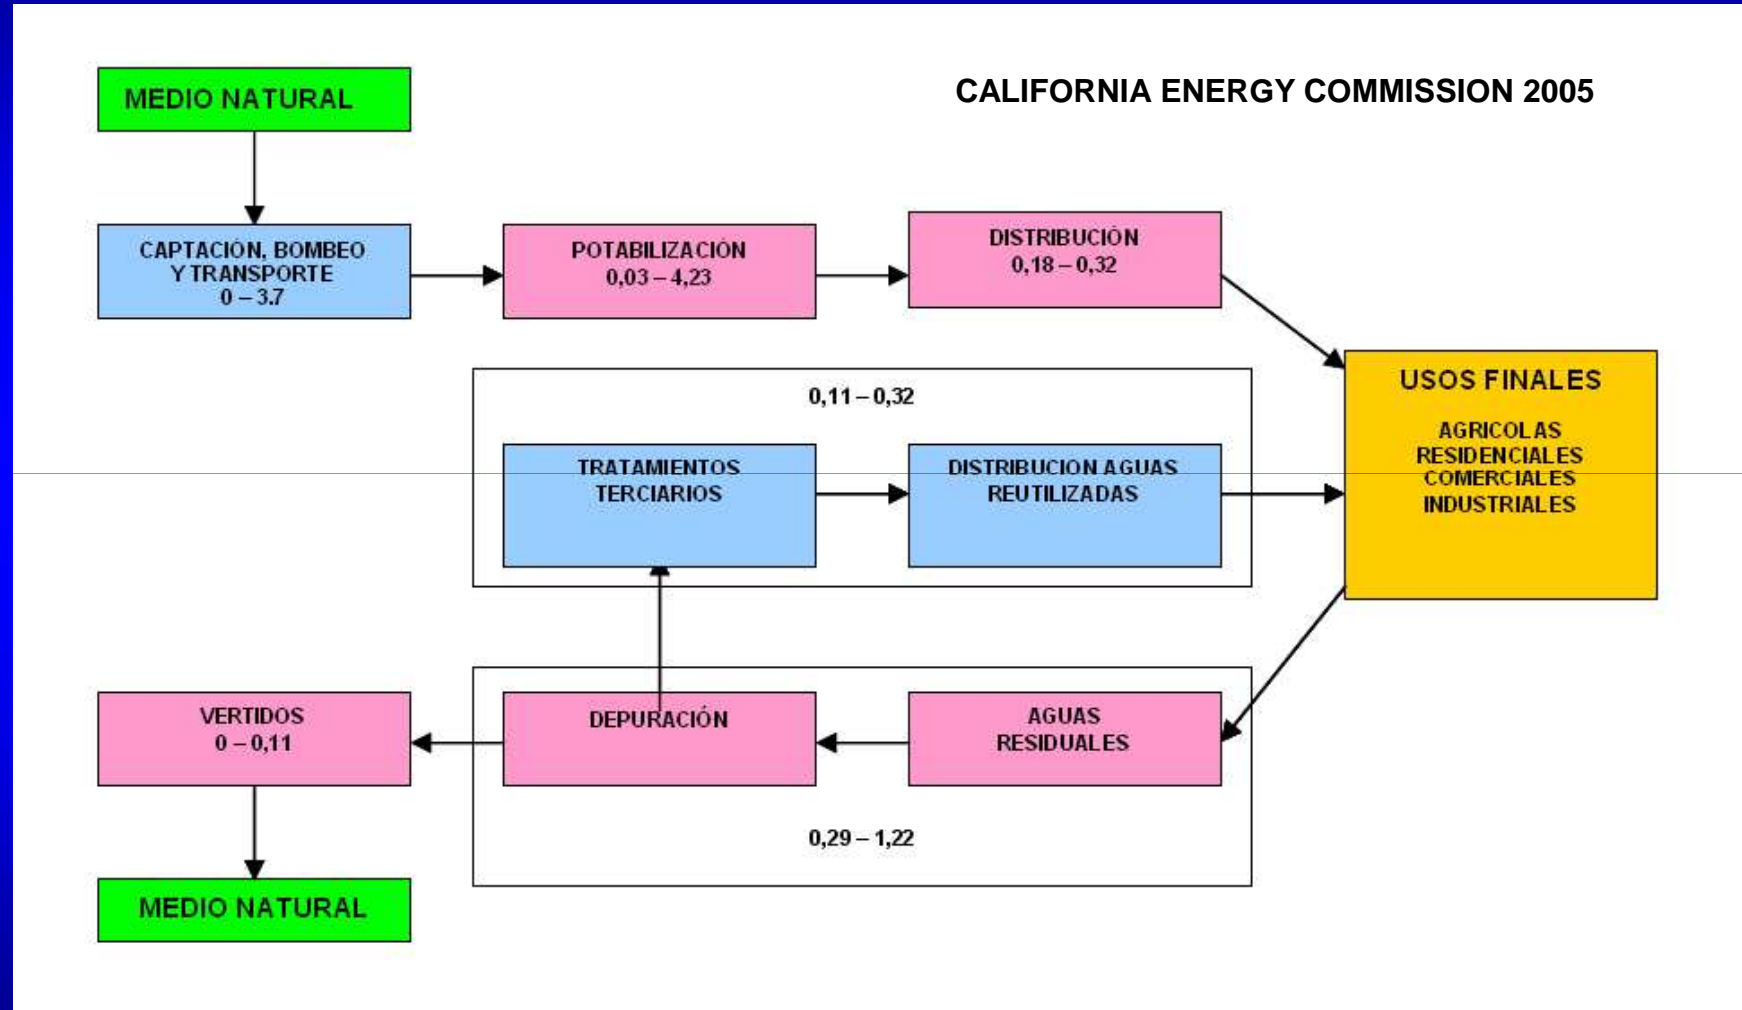 MEDIO NATURAL
CALIFORNIA ENERGY COMMISSION 2005
CAPTACIÓN, BOMBEO
Y TRANSPORTE
0 – 3.7
POTABILIZACIÓN
0,03 – 4,23
DISTRIBUCIÓN
0,18 – 0,32
USOS FINALES
AGRICOLAS
RESIDENCIALES
COMERCIALES
INDUSTRIALES
0,11 – 0,32
TRATAMIENTOS
TERCIARIOS
DISTRIBUCION AGUAS
REUTILIZADAS
VERTIDOS
0 – 0,11
DEPURACIÓN
AGUAS
RESIDUALES
0,29 – 1,22
MEDIO NATURAL